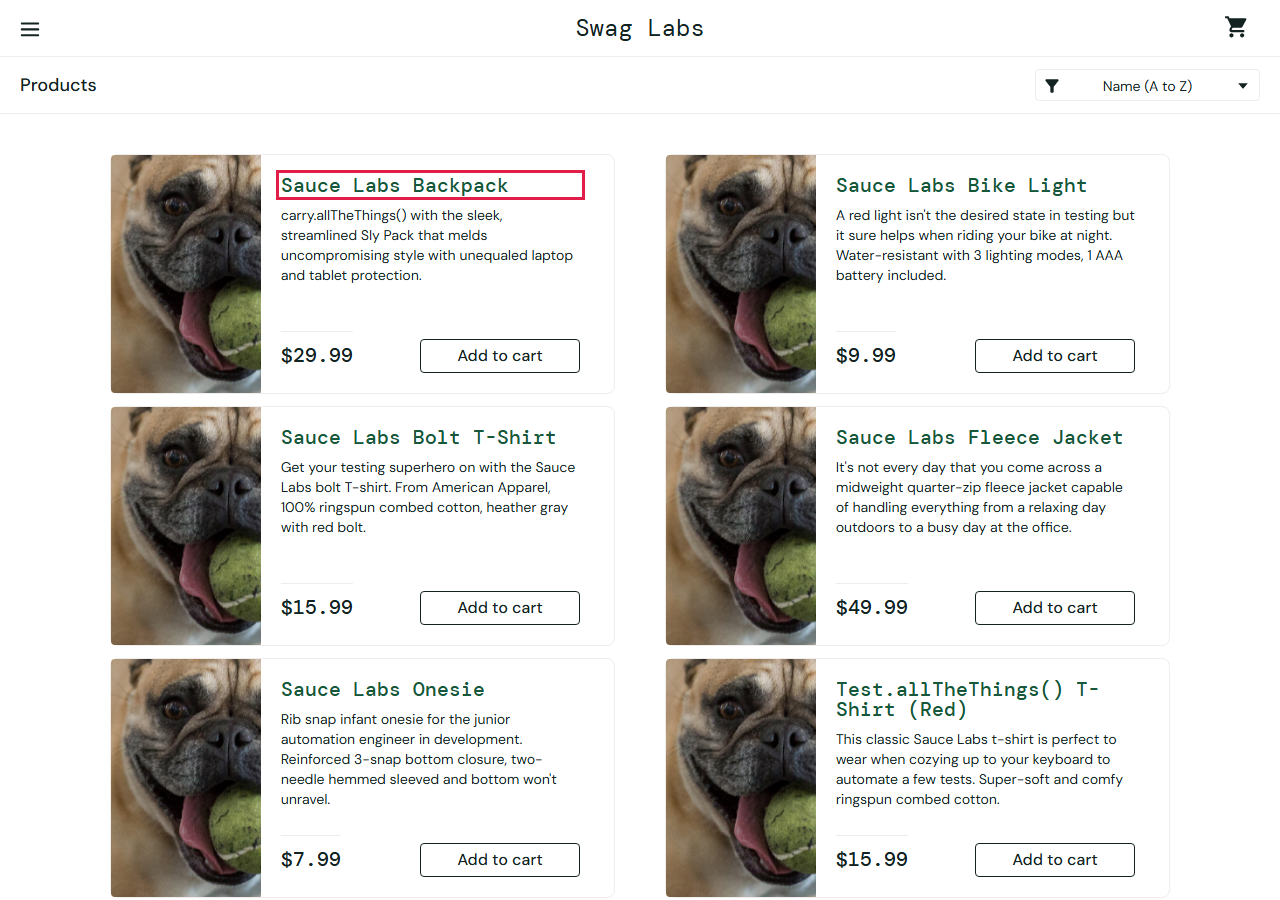 Swag Labs
Products
Name (A to Z)
Sauce Labs Backpack
carry.allTheThings() with the sleek,
streamlined Sly Pack that melds
uncompromising style with unequaled laptop
and tablet protection.
$29.99
Add to cart
Sauce Labs Bike Light
A red light isn't the desired state in testing but
it sure helps when riding your bike at night.
Water-resistant with 3 lighting modes, 1 AAA
battery included.
$9.99
Add to cart
Sauce Labs Bolt T-Shirt
Get your testing superhero on with the Sauce
Labs bolt T-shirt. From American Apparel,
100% ringspun combed cotton, heather gray
with red bolt.
$15.99
Add to cart
Sauce Labs Fleece Jacket
It's not every day that you come across a
midweight quarter-zip fleece jacket capable
of handling everything from a relaxing day
outdoors to a busy day at the office.
$49.99
Add to cart
Sauce Labs Onesie
Rib snap infant onesie for the junior
automation engineer in development.
Reinforced 3-snap bottom closure, two-
needle hemmed sleeved and bottom won't
unravel.
$7.99
Add to cart
Test.allTheThings() T-
Shirt (Red)
This classic Sauce Labs t-shirt is perfect to
wear when cozying up to your keyboard to
automate a few tests. Super-soft and comfy
ringspun combed cotton.
$15.99
Add to cart